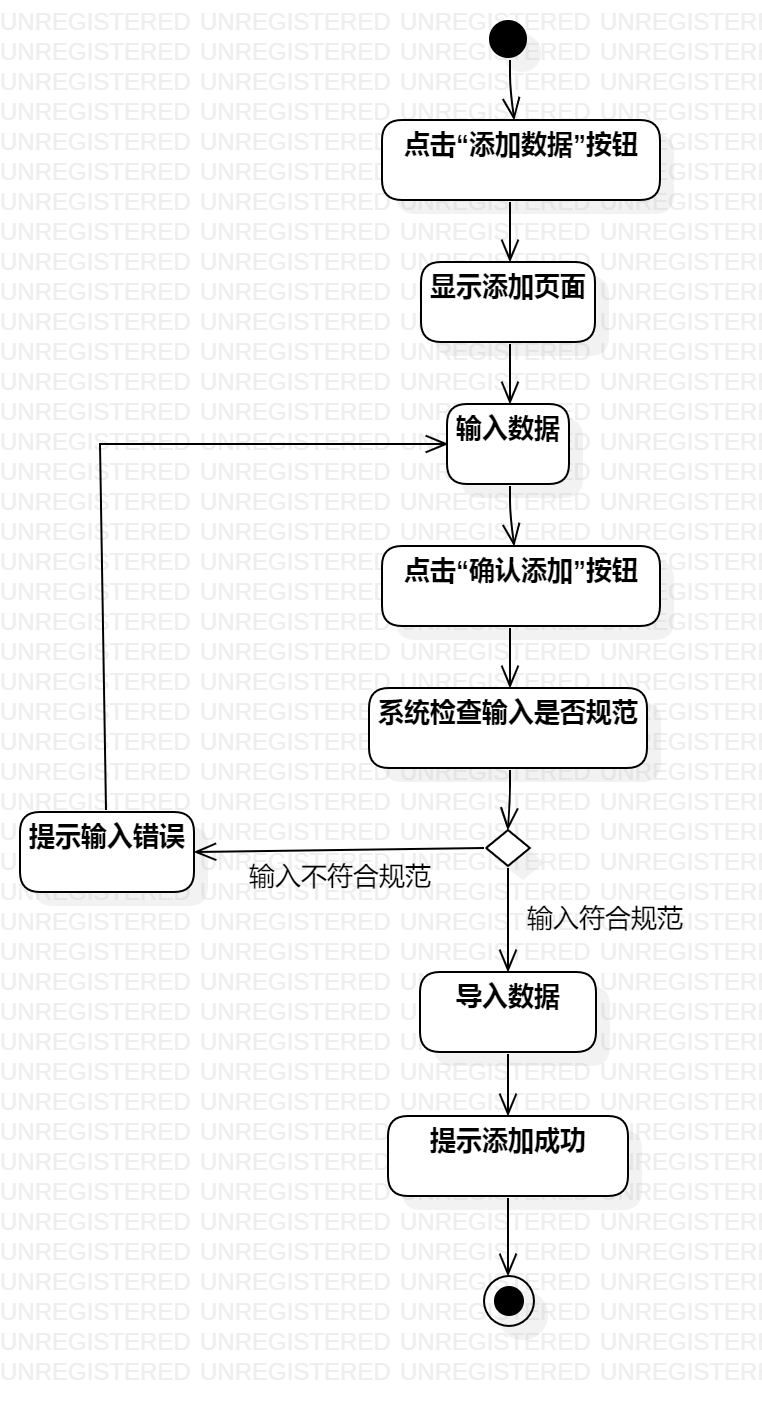 点击“添加数据”按钮
显示添加页面
输入数据
点击“确认添加”按钮
系统检查输入是否规范
提示输入错误
输入不符合规范
输入符合规范
导入数据
提示添加成功
UNREGISTERED